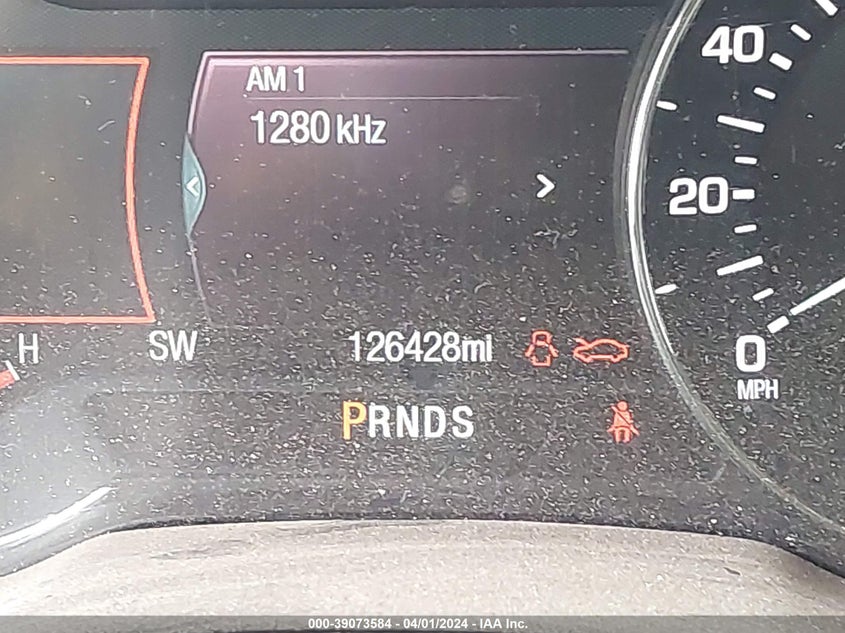 AM 1
1280 kHz
40
20
0
MPH
H
SW
126428mi
PRNDS
000-39073584 - 04/01/2024 - IAA Inc.